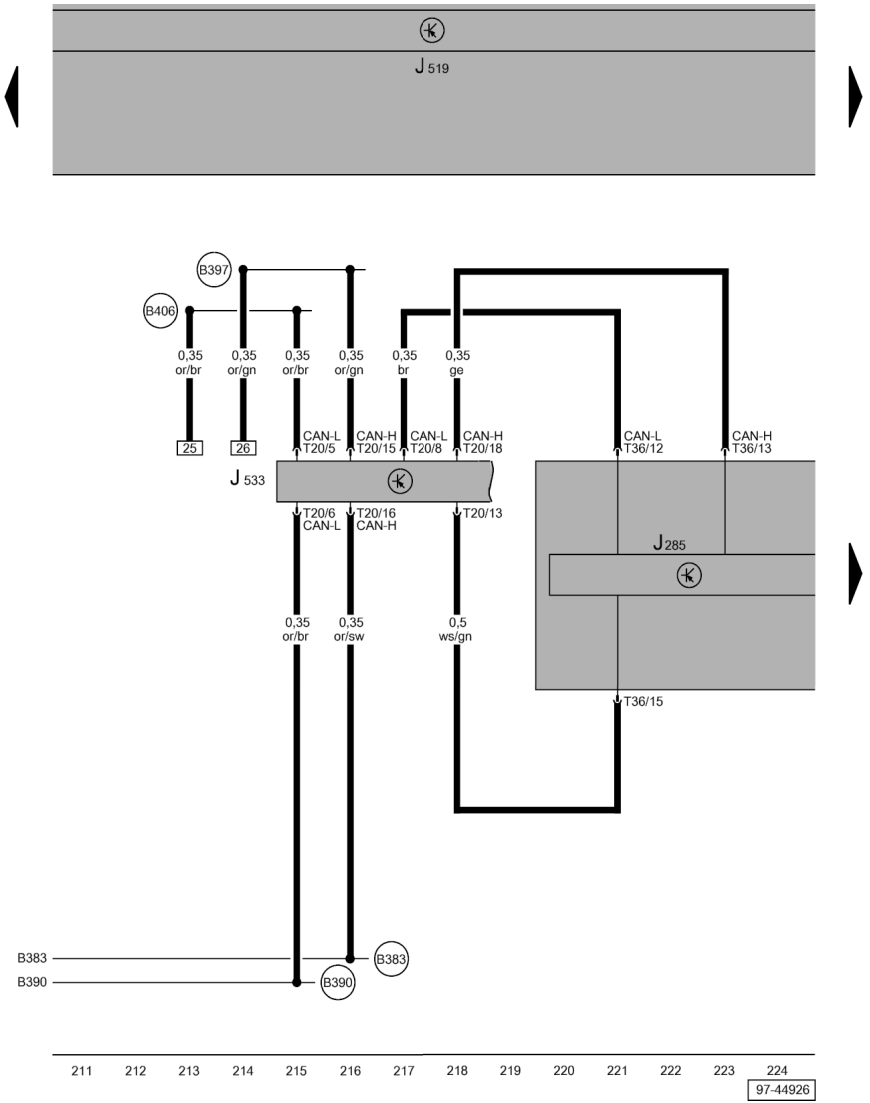 J 519
B397
B406
0,35 0,35 0,35 0,35 0,35 0,35
or/br or/gn or/br or/gn br ge
25 26
CAN-L CAN-H CAN-L CAN-H CAN-L CAN-H
T20/5 T20/15 T20/8 T20/18 T36/12 T36/13
J 533
T20/6 T20/16 T20/13
CAN-L CAN-H
J 285
0,35 0,35 0,5
or/br or/sw ws/gn
T36/15
B383 B383
B390 B390
211 212 213 214 215 216 217 218 219 220 221 222 223 224
97-44926